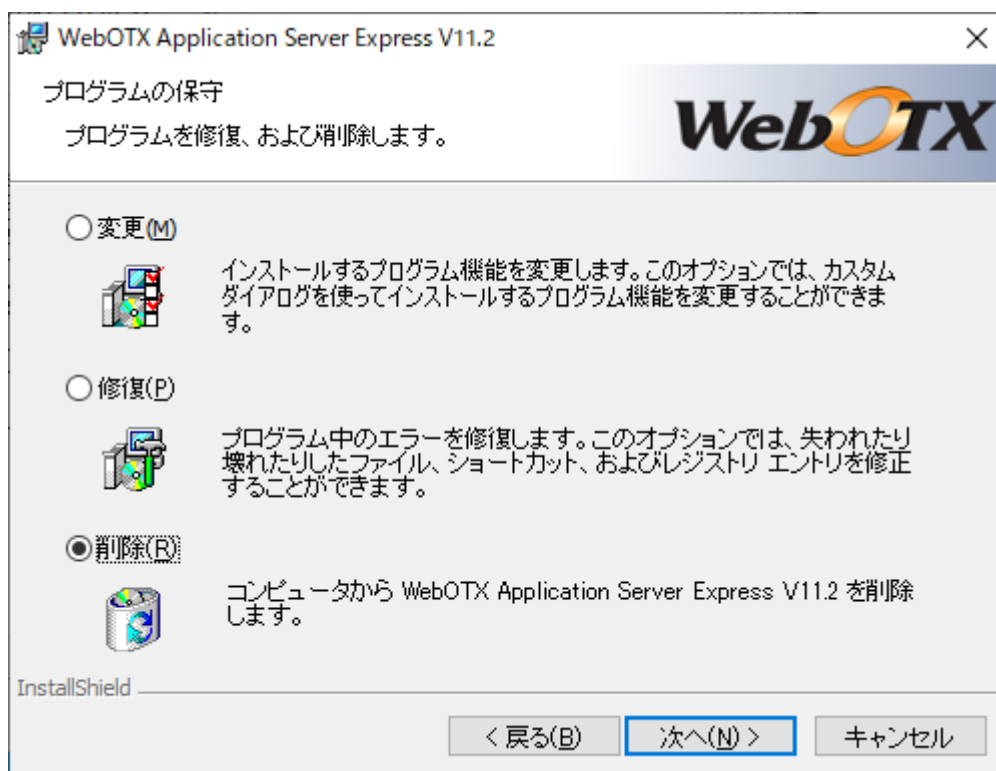 WebOTX Application Server Express V11.2
プログラムの保守
プログラムを修復、および削除します。
WebOTX
変更(M)
インストールするプログラム機能を変更します。このオプションでは、カスタム
ダイアログを使ってインストールするプログラム機能を変更することができま
す。
修復(P)
プログラム中のエラーを修復します。このオプションでは、失われたり
壊れたりしたファイル、ショートカット、およびレジストリ エントリを修正
することができます。
削除(R)
コンピュータから WebOTX Application Server Express V11.2 を削除
します。
InstallShield
< 戻る(B)
次へ(N) >
キャンセル